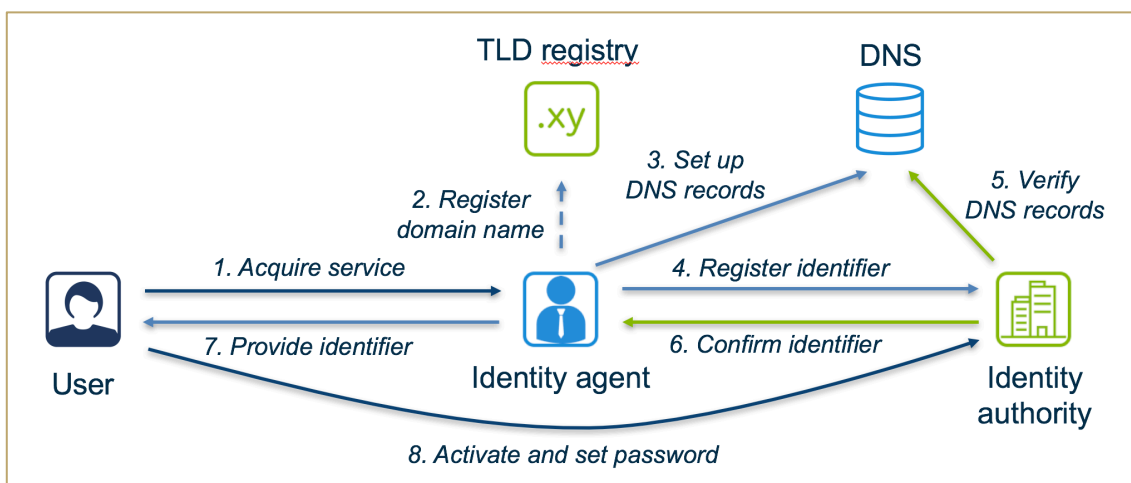 TLD registry
DNS
.xy
3. Set up
DNS records
5. Verify
DNS records
2. Register
domain name
1. Acquire service
4. Register identifier
7. Provide identifier
6. Confirm identifier
User
Identity agent
Identity
authority
8. Activate and set password